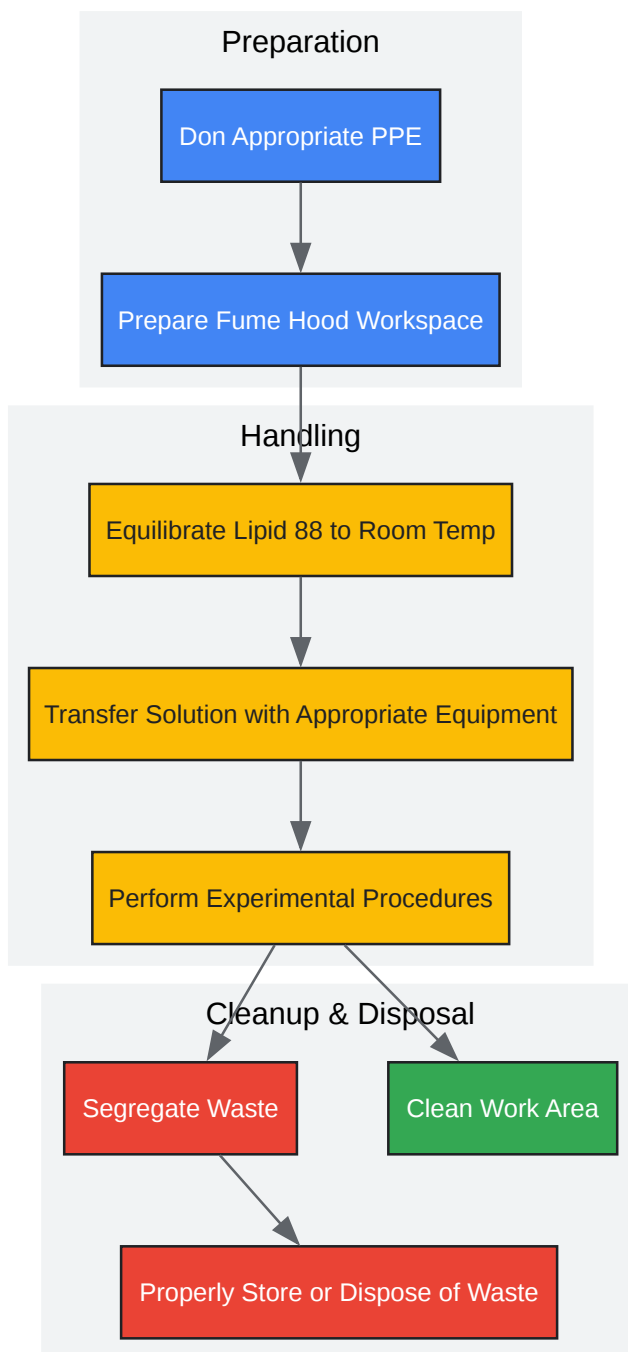 Preparation
Don Appropriate PPE
Prepare Fume Hood Workspace
Handling
Equilibrate Lipid 88 to Room Temp
Transfer Solution with Appropriate Equipment
Perform Experimental Procedures
Cleanup & Disposal
Segregate Waste
Clean Work Area
Properly Store or Dispose of Waste